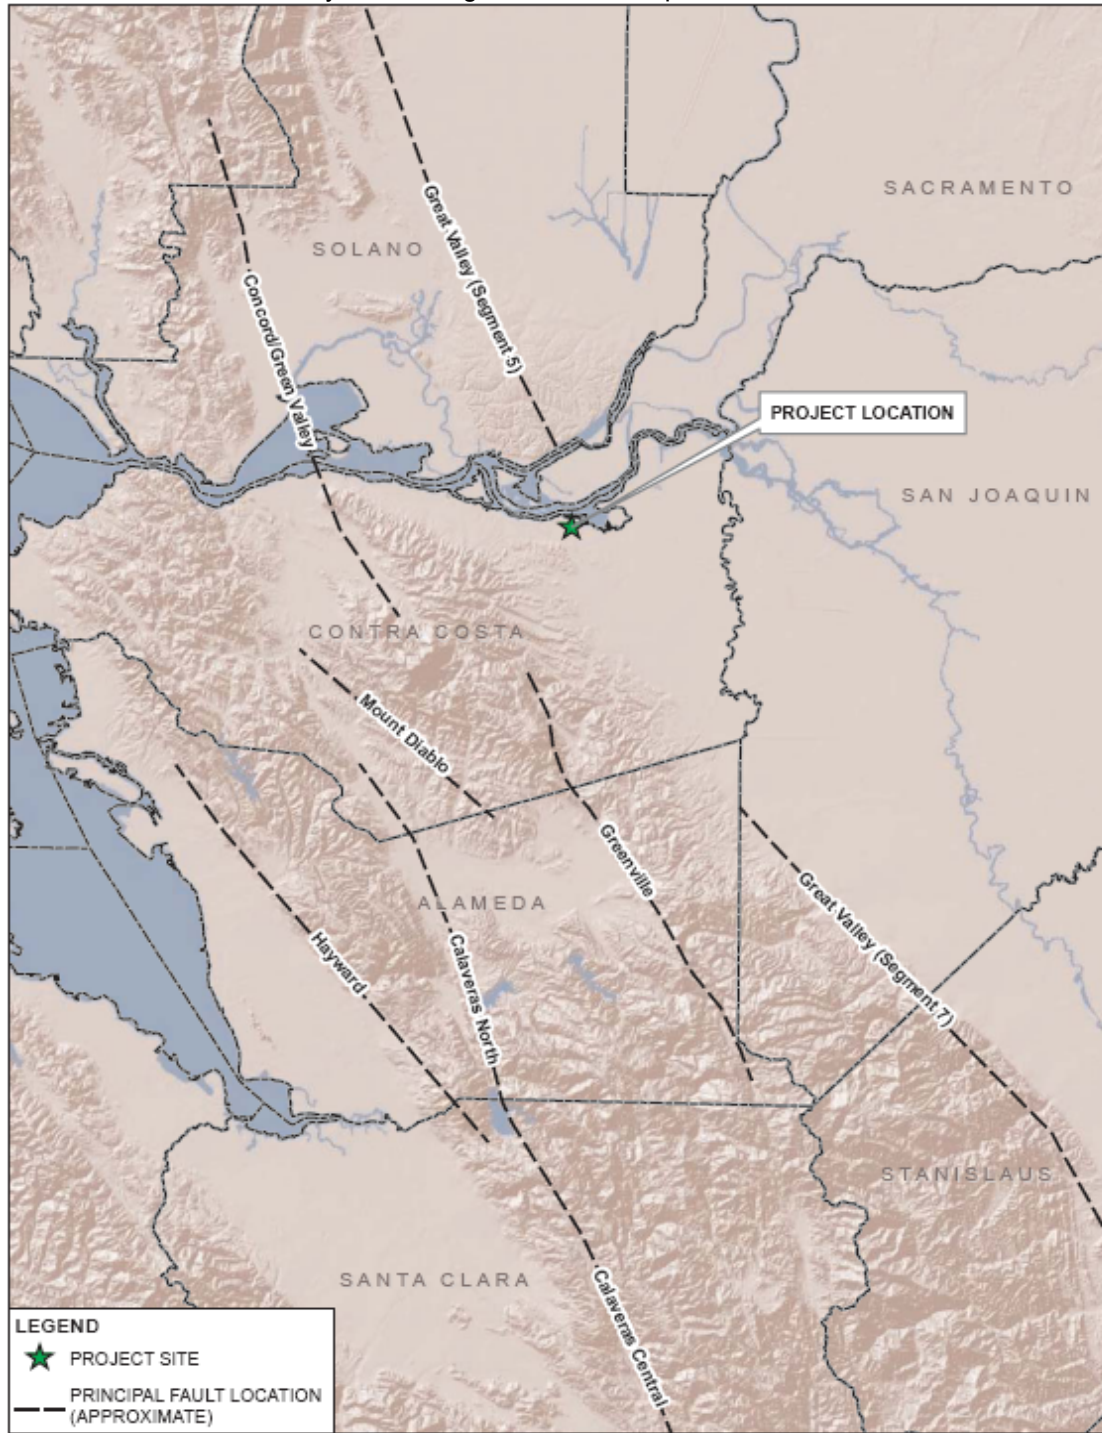 SACRAMENTO
SOLANO
Great Valley (Segment 5)
Concord/Green Valley
PROJECT LOCATION
SAN JOAQUIN
CONTRA COSTA
Mount Diablo
Greenville
ALAMEDA
Great Valley (Segment 7)
Hayward
Calaveras North
STANISLAUS
SANTA CLARA
Calaveras Central
LEGEND
PROJECT SITE
PRINCIPAL FAULT LOCATION
(APPROXIMATE)